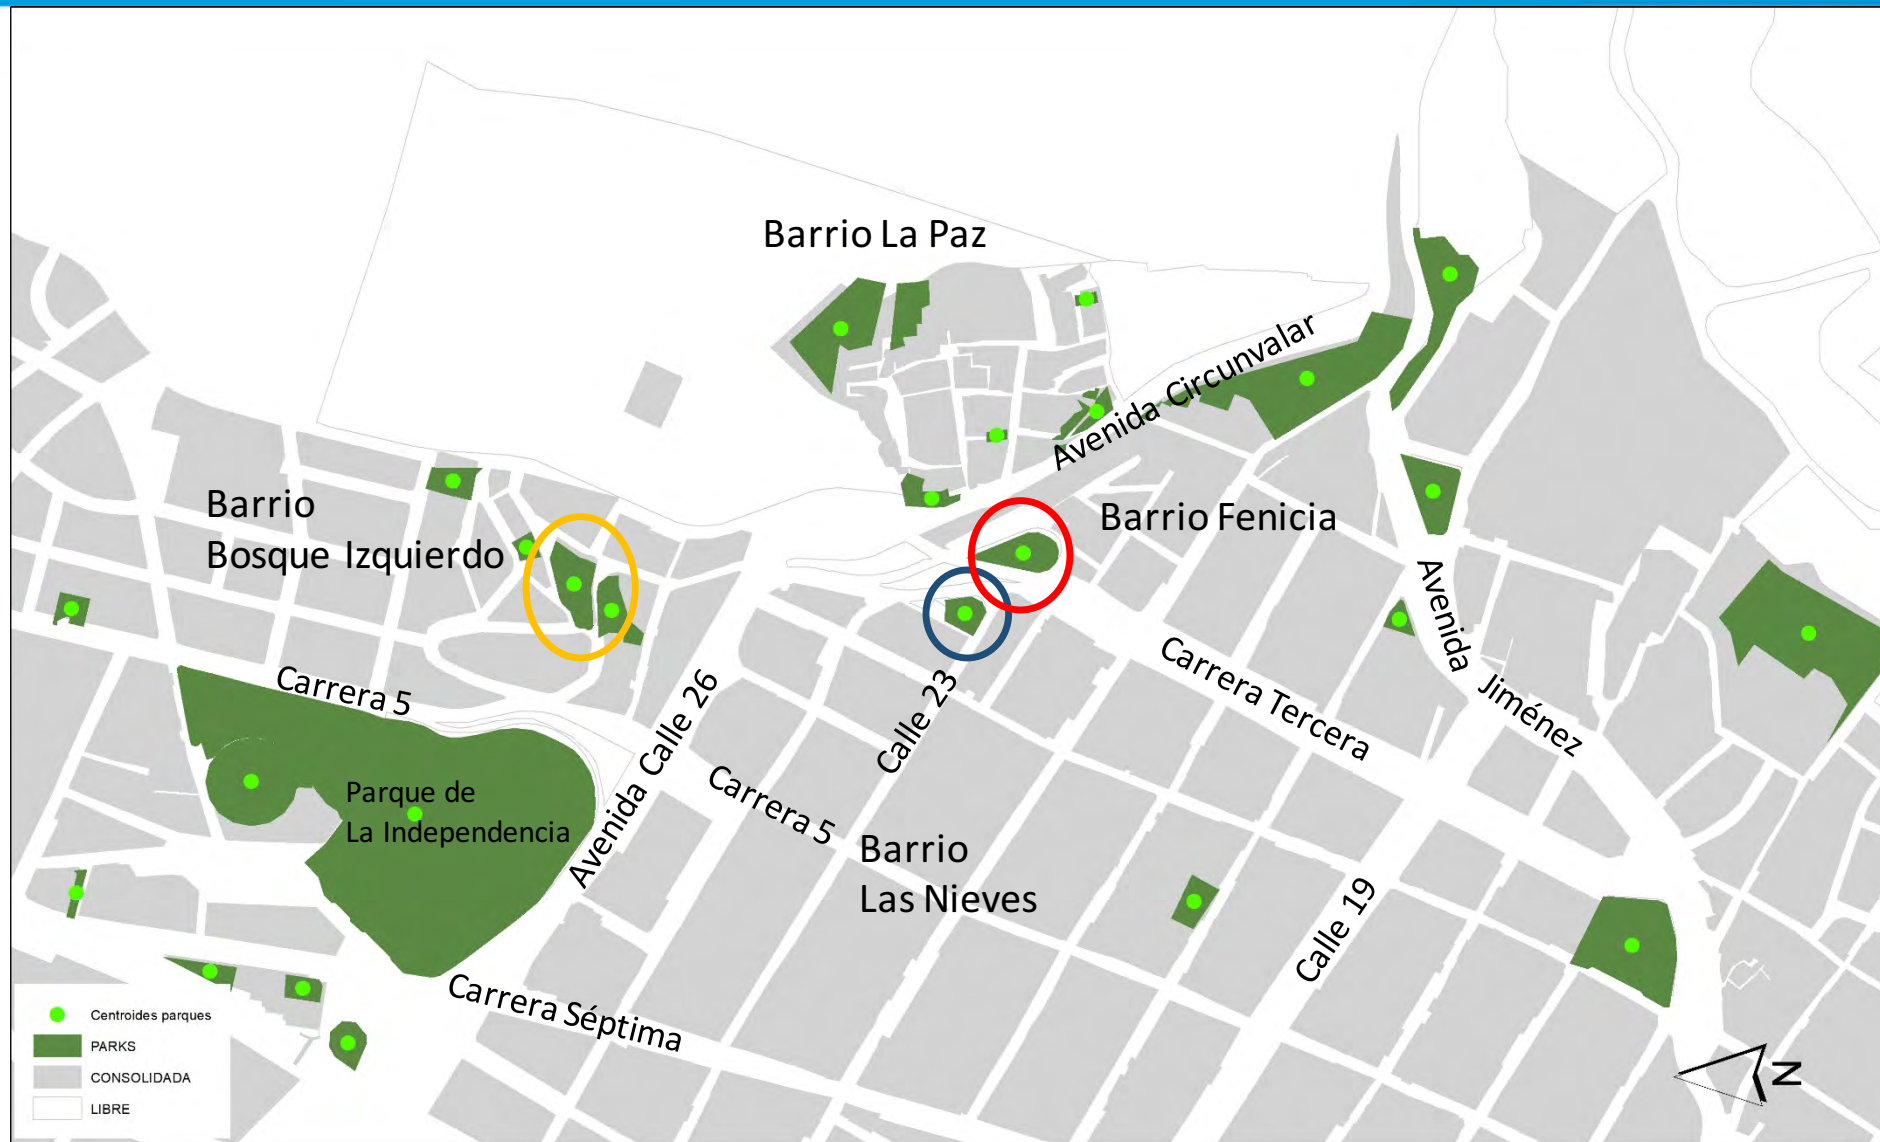 Barrio La Paz
Avenida Circunvalar
Barrio
Bosque Izquierdo
Barrio Fenicia
Avenida
Jiménez
Carrera 5
Calle 23
Carrera Tercera
Avenida Calle 26
Parque de
La Independencia
Carrera 5
Barrio
Las Nieves
Calle 19
Carrera Séptima
Centroides parques
PARKS
CONSOLIDADA
LIBRE
N